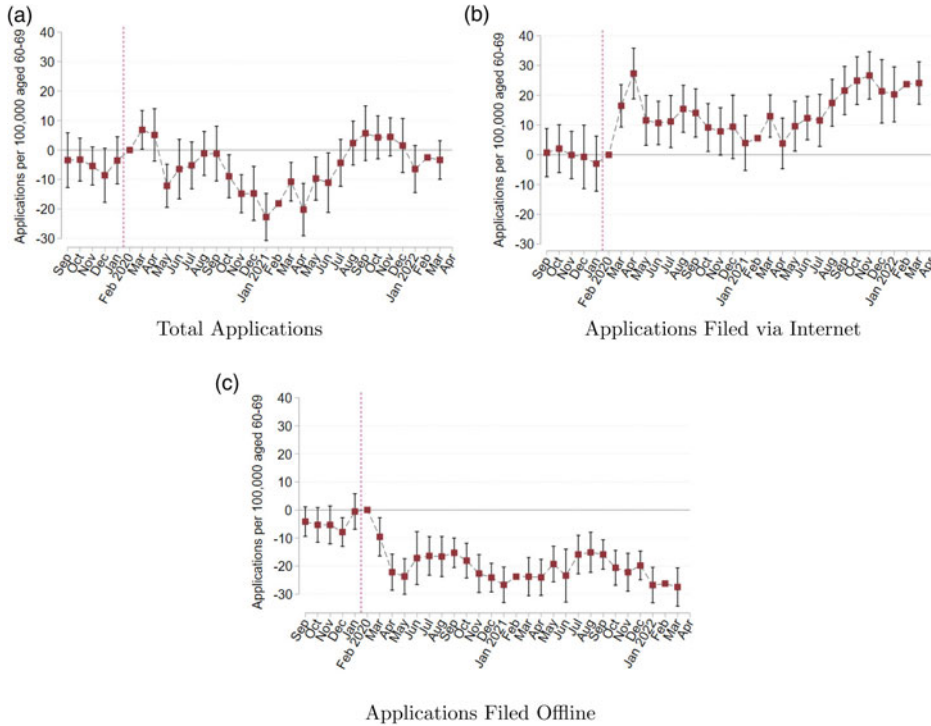 (a)
Applications per 100,000 aged 60-69
40
30
20
10
0
-10
-20
-30
Sep Oct Nov Dec Jan Feb 2020 Mar Apr May Jun Jul Aug Sep Oct Nov Dec Jan 2021 Feb Mar Apr May Jun Jul Aug Sep Oct Nov Dec Jan 2022 Feb Mar Apr
Total Applications
(b)
Applications per 100,000 aged 60-69
40
30
20
10
0
-10
-20
-30
Sep Oct Nov Dec Jan Feb 2020 Mar Apr May Jun Jul Aug Sep Oct Nov Dec Jan 2021 Feb Mar Apr May Jun Jul Aug Sep Oct Nov Dec Jan 2022 Feb Mar Apr
Applications Filed via Internet
(c)
Applications per 100,000 aged 60-69
40
30
20
10
0
-10
-20
-30
Sep Oct Nov Dec Jan Feb 2020 Mar Apr May Jun Jul Aug Sep Oct Nov Dec Jan 2021 Feb Mar Apr May Jun Jul Aug Sep Oct Nov Dec Jan 2022 Feb Mar Apr
Applications Filed Offline